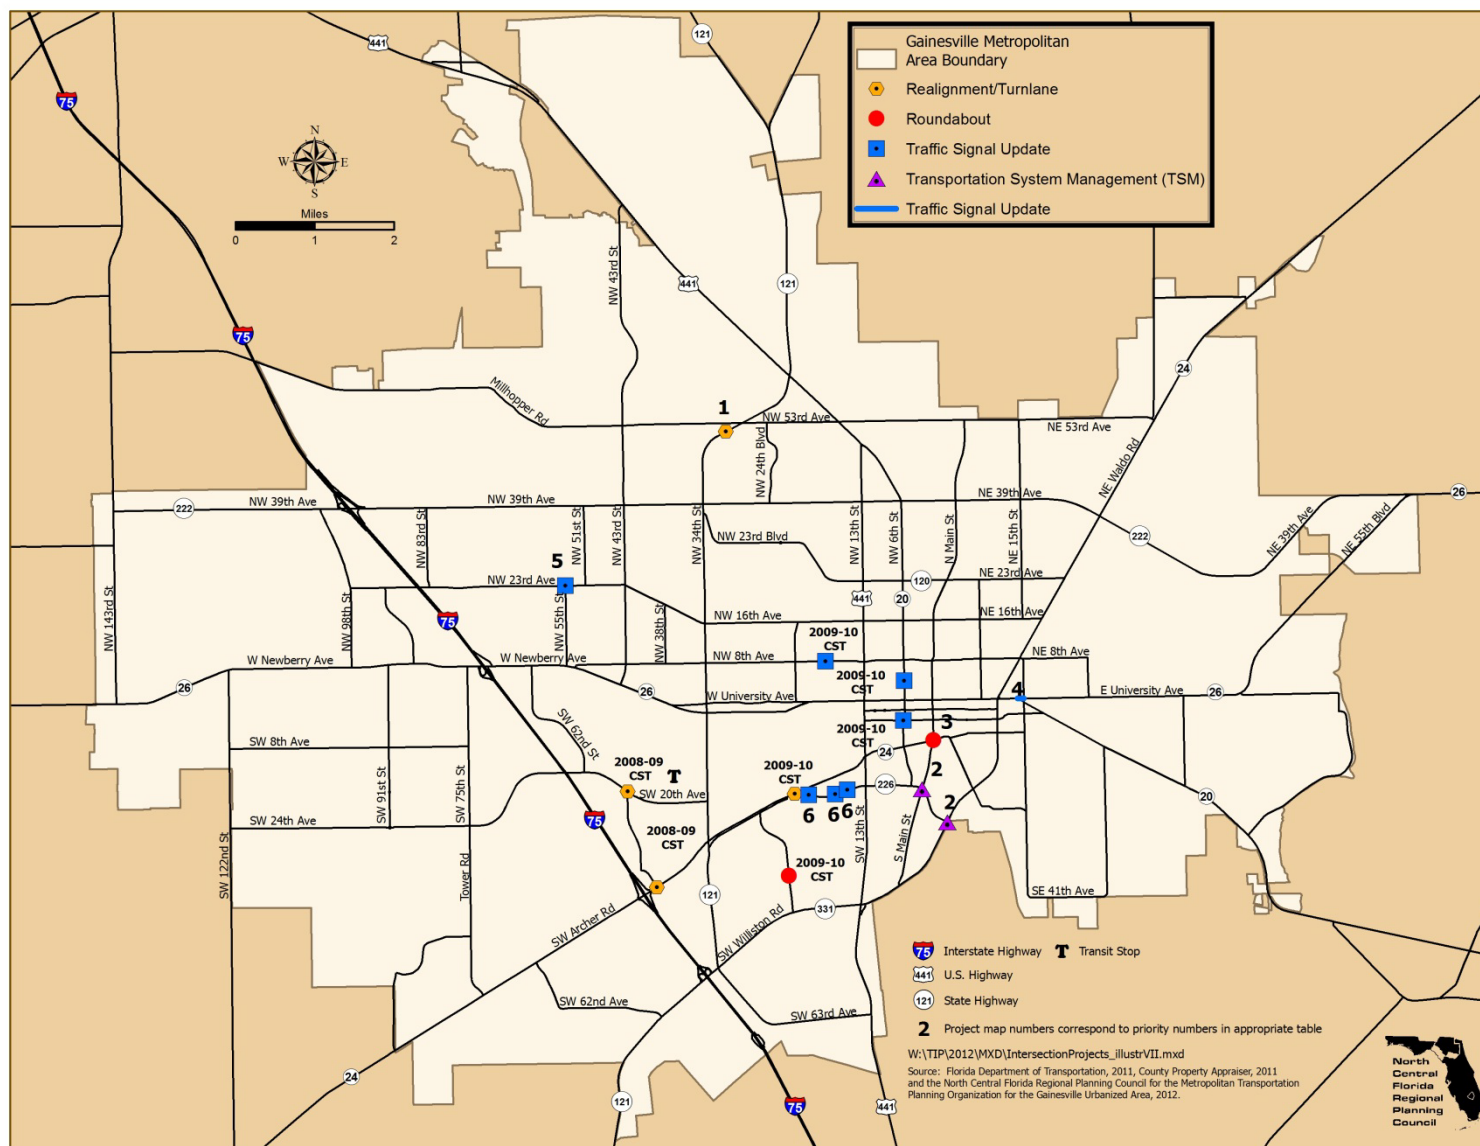 441
121
75
N
W
E
S
Miles
0
1
2
Gainesville Metropolitan
Area Boundary
Realignment/Turnlane
Roundabout
Traffic Signal Update
Transportation System Management (TSM)
Traffic Signal Update
NW 43rd St
441
121
75
24
Millhopper Rd
1
NW 53rd Ave
NE 53rd Ave
NW 24th Blvd
NE Waldo Rd
222
NW 39th Ave
NW 39th Ave
NE 39th Ave
26
NW 83rd St
NW 51st St
NW 43rd St
NW 34th St
NW 23rd Blvd
NW 13th St
NW 6th St
N Main St
NE 15th St
222
NE 39th Ave
NE 55th Blvd
5
NW 23rd Ave
120
NE 23rd Ave
NW 143rd St
NW 98th St
75
NW 55th St
NW 38th St
441
20
NW 16th Ave
NE 16th Ave
2009-10
CST
W Newberry Ave
W Newberry Ave
NW 8th Ave
NE 8th Ave
26
26
2009-10
CST
W University Ave
4
E University Ave
26
SW 62nd St
2009-10
CST
3
SW 8th Ave
24
2008-09
CST
T
2009-10
CST
2
226
SW 20th Ave
SW 91st St
SW 75th St
20
6
6
6
2
SW 24th Ave
75
2008-09
CST
SW 13th St
S Main St
SW 122nd St
Tower Rd
2009-10
CST
121
331
SE 41th Ave
SW Archer Rd
SW Williston Rd
SW 62nd Ave
SW 63rd Ave
24
121
75
441
75
Interstate Highway
T
Transit Stop
441
U.S. Highway
121
State Highway
2
Project map numbers correspond to priority numbers in appropriate table
W:\TIP\2012\MXD\IntersectionProjects_illustrVII.mxd
Source: Florida Department of Transportation, 2011, County Property Appraiser, 2011
and the North Central Florida Regional Planning Council for the Metropolitan Transportation
Planning Organization for the Gainesville Urbanized Area, 2012.
North
Central
Florida
Regional
Planning
Council